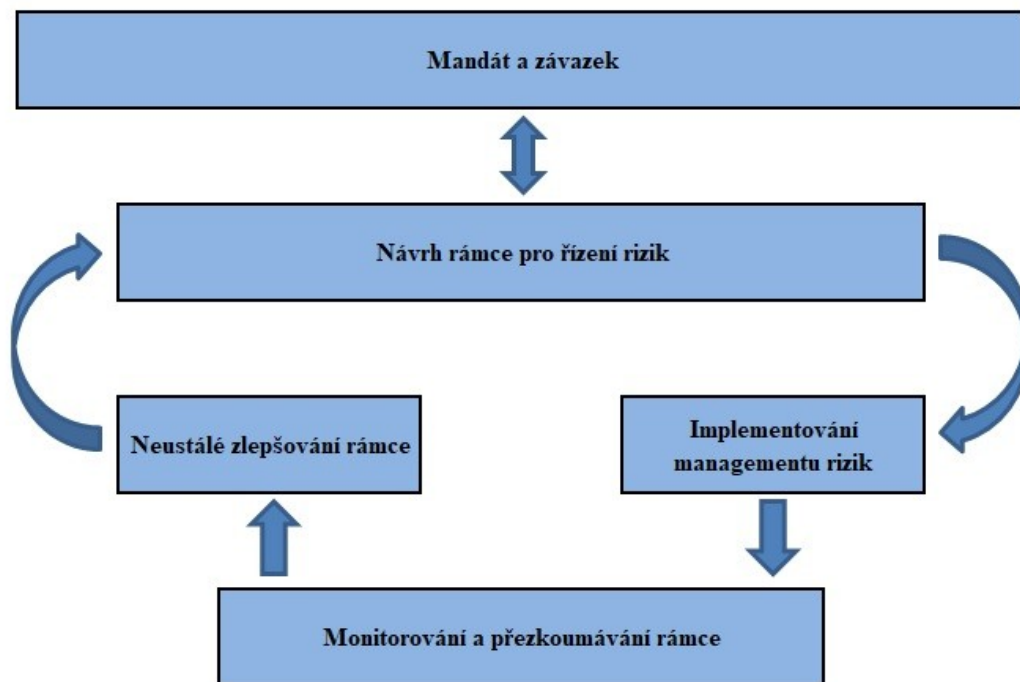 Mandát a závazek
Návrh rámce pro řízení rizik
Neustálé zlepšování rámce
Implementování
managementu rizik
Monitorování a přezkoumávání rámce